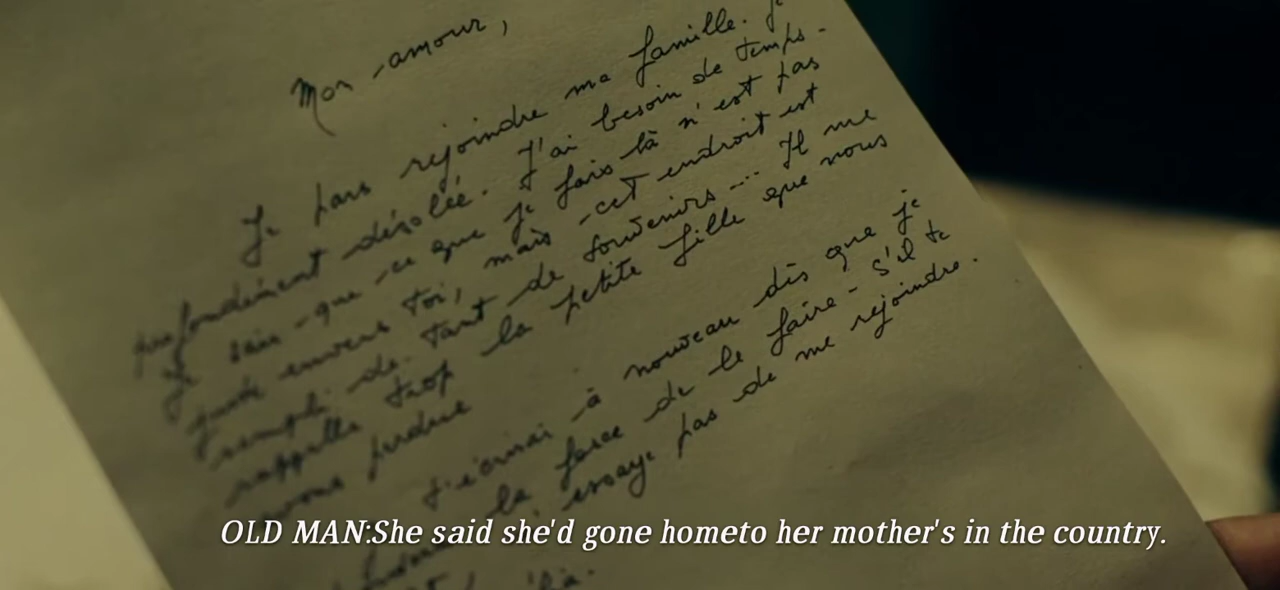 Mon amour,
Je pars rejoindre ma famille. Je
profondément désolée. J'ai besoin de temps.
Je sais que ce que je fais là n'est pas
juste envers toi, mais cet endroit est
rempli de tant de souvenirs... Il me
rappelle trop la petite fille que nous
avons perdue
J'écrirai à nouveau dès que je
la force de le faire. S'il te
essaye pas de me rejoindre.
OLD MAN:She said she'd gone hometo her mother's in the country.